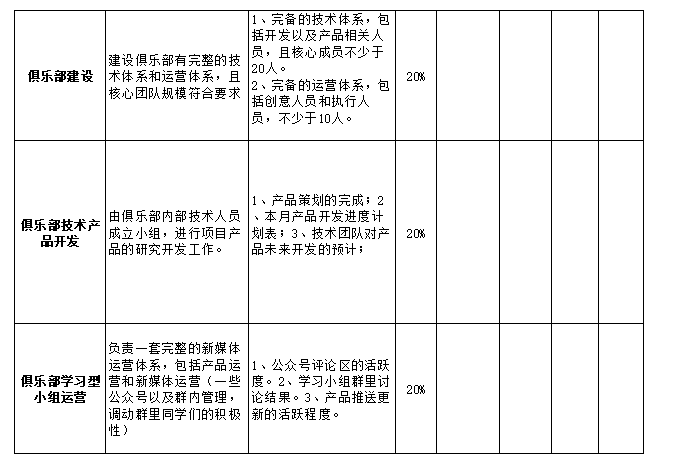 俱乐部建设
建设俱乐部有完整的技
术体系和运营体系，且
核心团队规模符合要求
1、完备的技术体系，包
括开发以及产品相关人
员，且核心成员不少于
20人。
2、完备的运营体系，包
括创意人员和执行人
员，不少于10人。
20%
俱乐部技术产
品开发
由俱乐部内部技术人员
成立小组，进行项目产
品的研究开发工作。
1、产品策划的完成；2
、本月产品开发进度计
划表；3、技术团队对产
品未来开发的预计；
20%
俱乐部学习型
小组运营
负责一套完整的新媒体
运营体系，包括产品运
营和新媒体运营（一些
公众号以及群内管理，
调动群里同学们的积极
性）
1、公众号评论区的活跃
度。2、学习小组群里讨
论结果。3、产品推送更
新的活跃程度。
20%